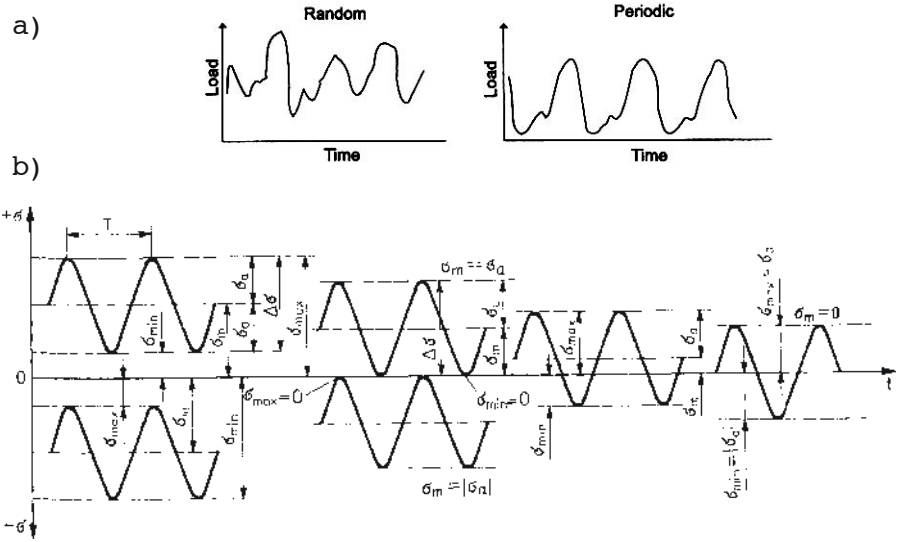 a)
Random
Load
Time
Periodic
Load
Time
b)
+σ
T
σa
σa
Δσ
σmin
σm
σmax
σm = σa
Δσ
σm
σmax
σa
σmax = σa
σm=0
0
t
σmax
σm
σmin
σmax=0
σmin=0
σmin
σm
σmin=|σa|
σm=|σa|
-σ